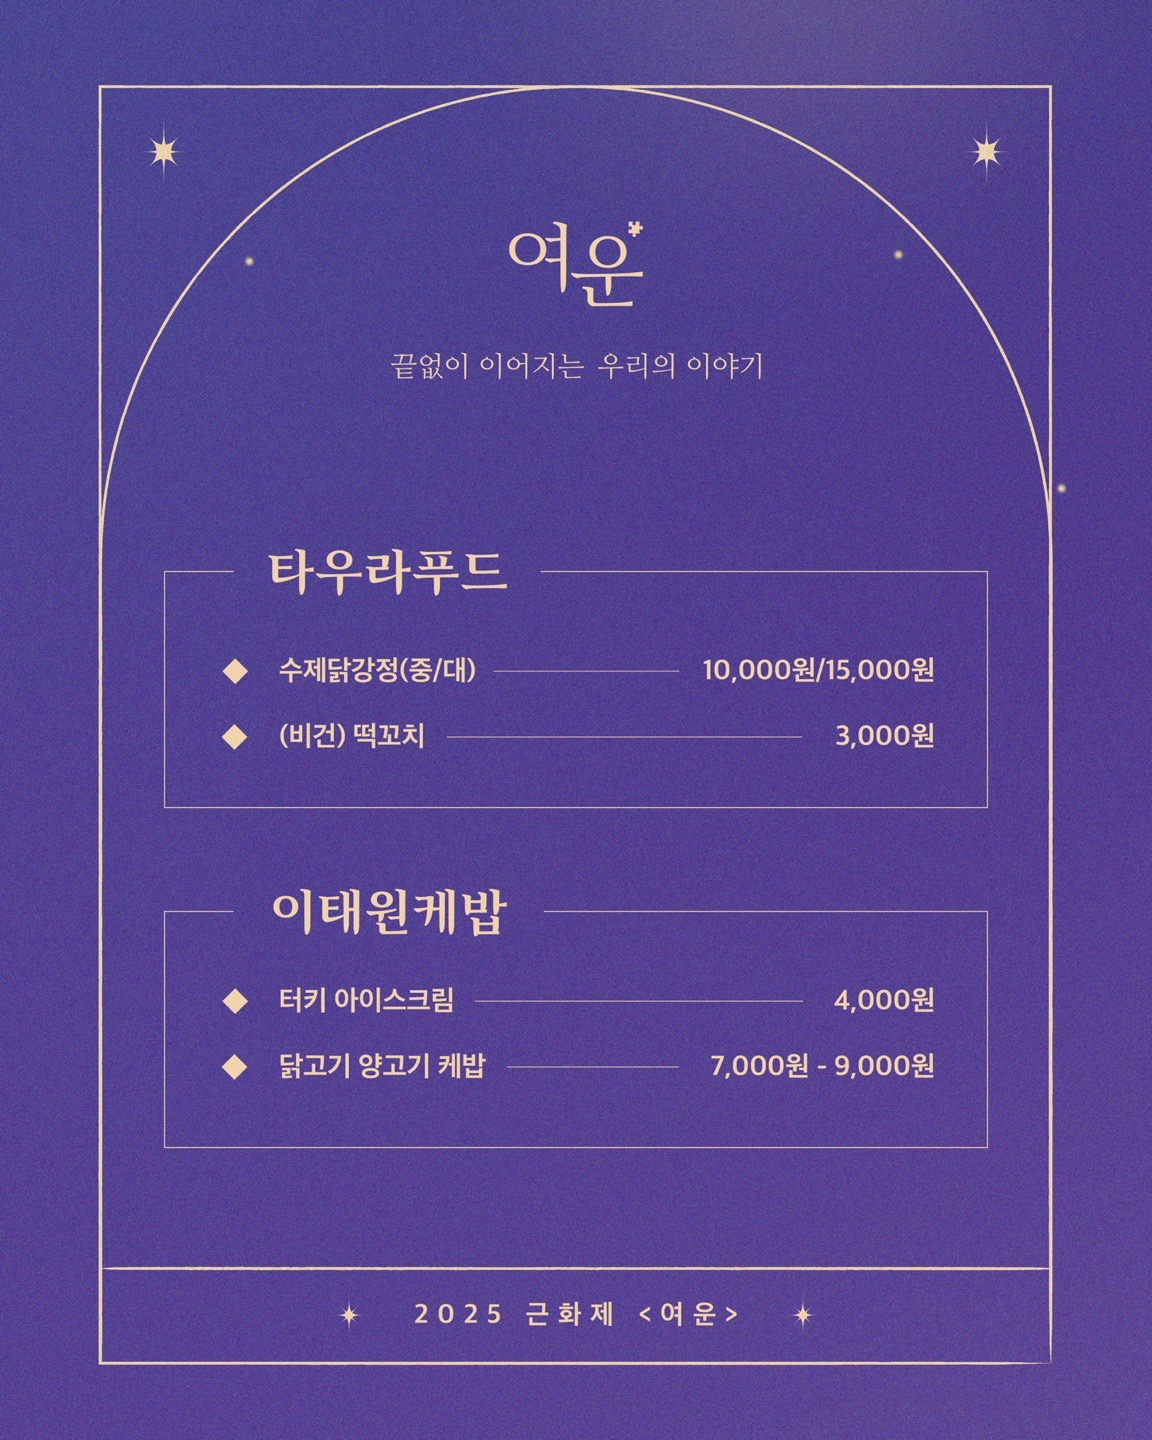 여운
끝없이 이어지는 우리의 이야기
타우라푸드
수제닭강정(중/대) 10,000원/15,000원
(비건) 떡꼬치 3,000원
이태원케밥
터키 아이스크림 4,000원
닭고기 양고기 케밥 7,000원 - 9,000원
2025 근화제 <여운>